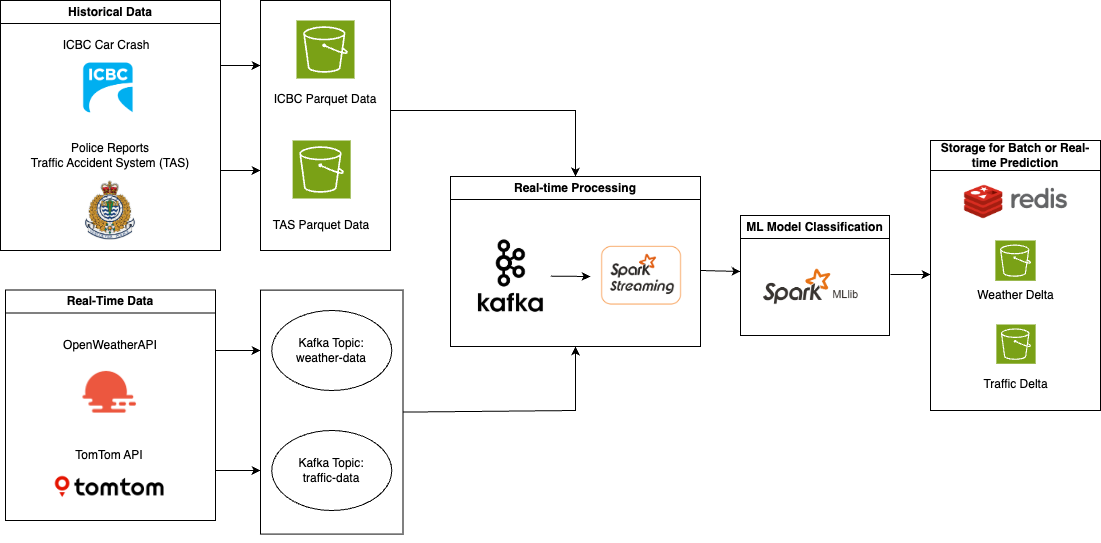 Historical Data
ICBC Car Crash
ICBC
Police Reports
Traffic Accident System (TAS)
ICBC Parquet Data
TAS Parquet Data
Real-Time Data
OpenWeatherAPI
TomTom API
tomtom
Kafka Topic:
weather-data
Kafka Topic:
traffic-data
Real-time Processing
kafka
Spark
Streaming
ML Model Classification
Spark
MLlib
Storage for Batch or Real-
time Prediction
redis
Weather Delta
Traffic Delta